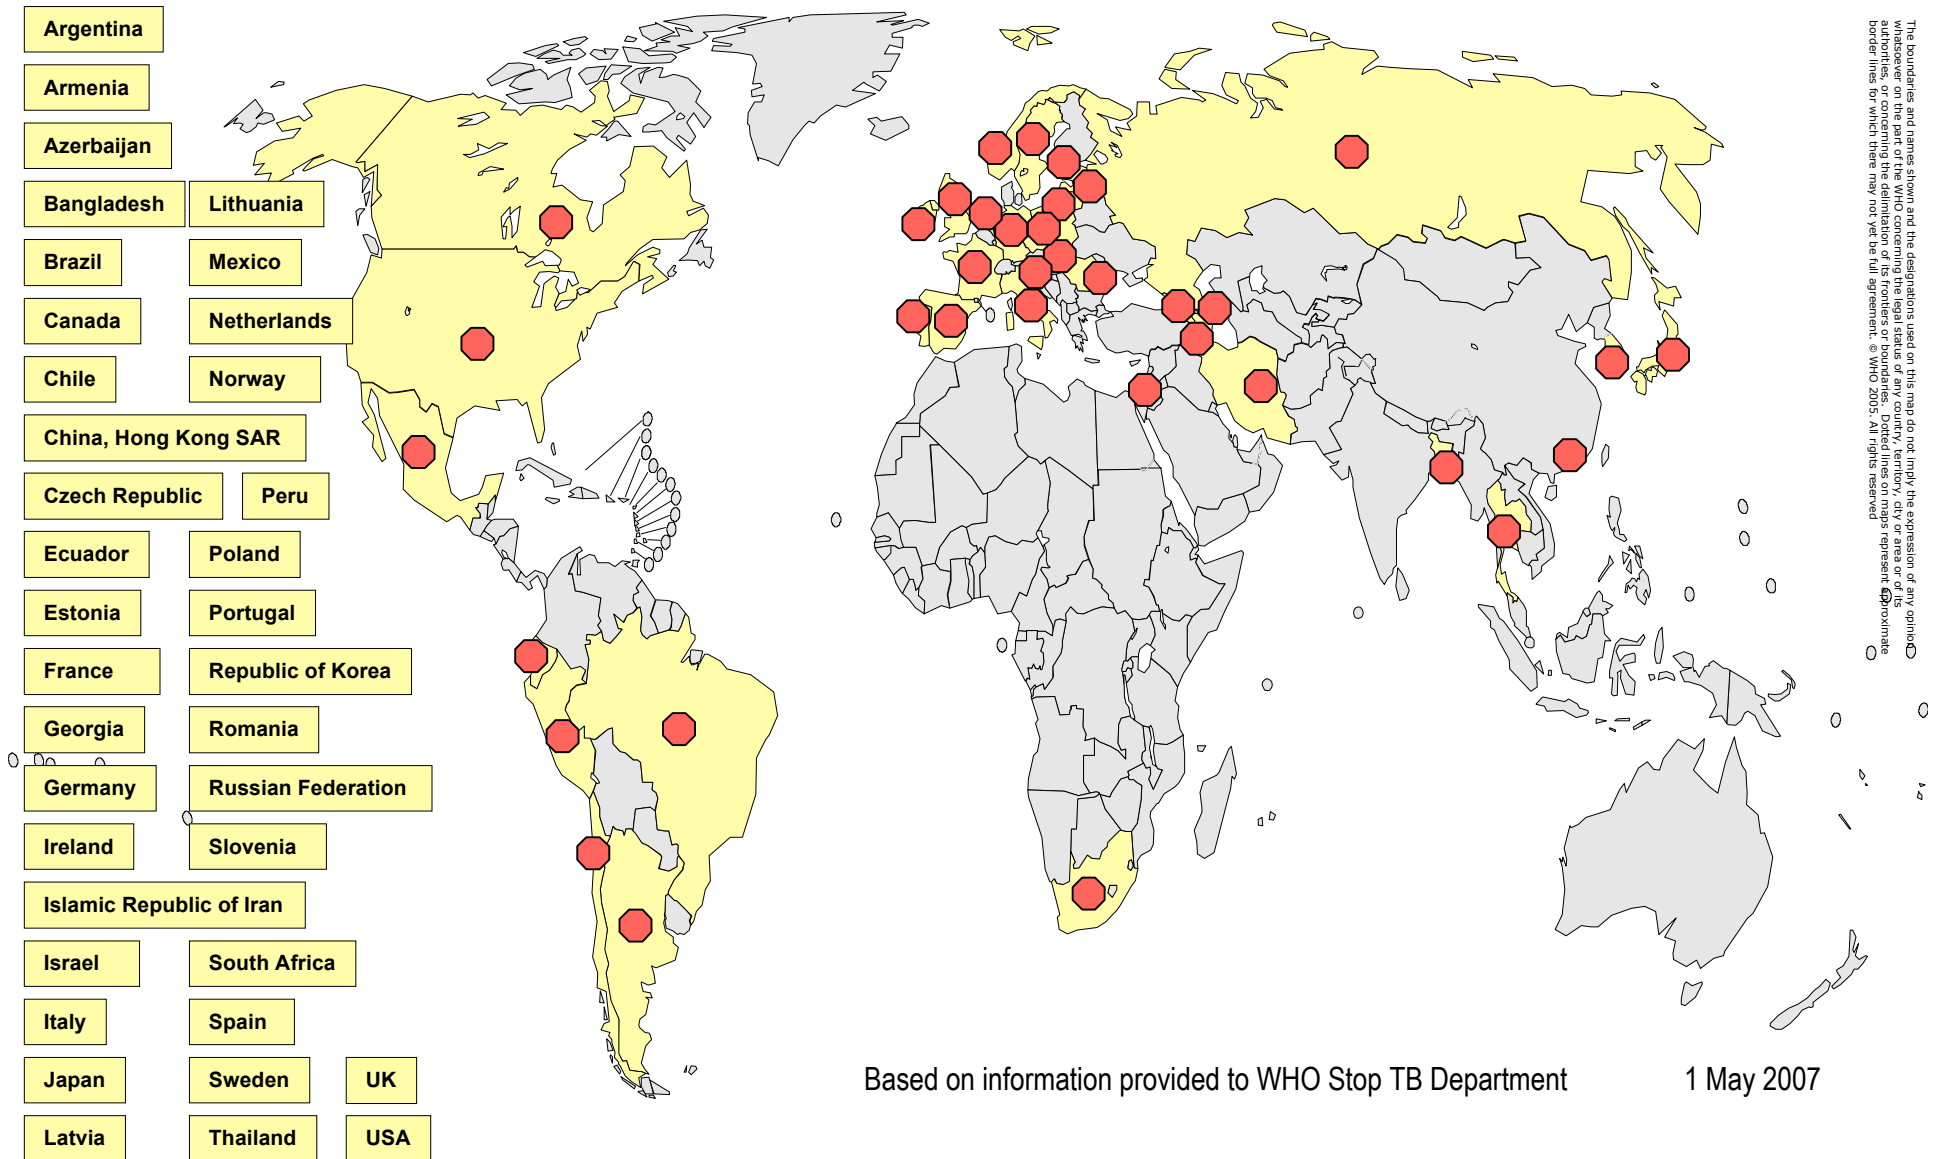 Argentina
Armenia
Azerbaijan
Bangladesh
Lithuania
Brazil
Mexico
Canada
Netherlands
Chile
Norway
China, Hong Kong SAR
Czech Republic
Peru
Ecuador
Poland
Estonia
Portugal
France
Republic of Korea
Georgia
Romania
Germany
Russian Federation
Ireland
Slovenia
Islamic Republic of Iran
Israel
South Africa
Italy
Spain
Japan
Sweden
UK
Latvia
Thailand
USA
Based on information provided to WHO Stop TB Department
1 May 2007
The boundaries and names shown and the designations used on this map do not imply the expression of any opinion
whatsoever on the part of the WHO concerning the legal status of any country, territory, city or area or of its
authorities, or concerning the delimitation of its frontiers or boundaries. Dotted lines on maps represent approximate
border lines for which there may not yet be full agreement. © WHO 2005. All rights reserved